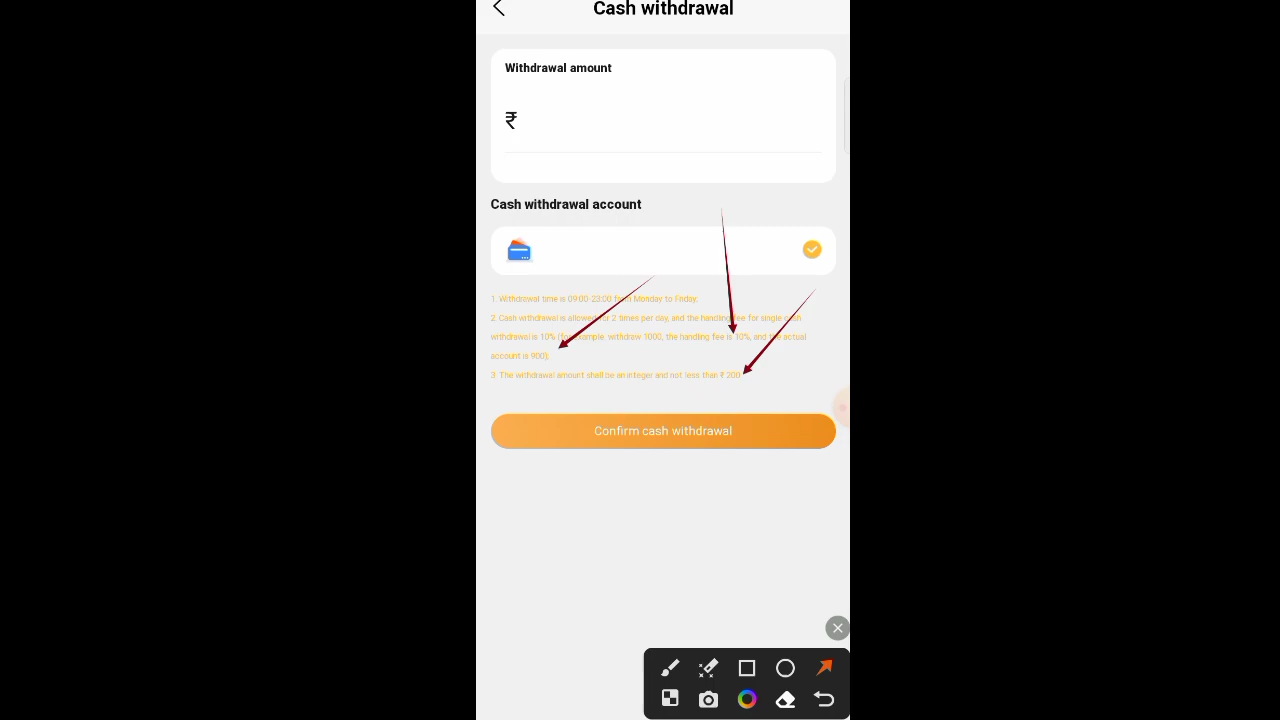 Cash withdrawal
Withdrawal amount
₹
Cash withdrawal account
1. Withdrawal time is 09:00-23:00 from Monday to Friday;
2. Cash withdrawal is allowed for 2 times per day, and the handling fee for single cash
withdrawal is 10% (for example. withdrew 1000, the handling fee is 10%, and the actual
account is 900);
3. The withdrawal amount shall be an integer and not less than ₹ 200
Confirm cash withdrawal